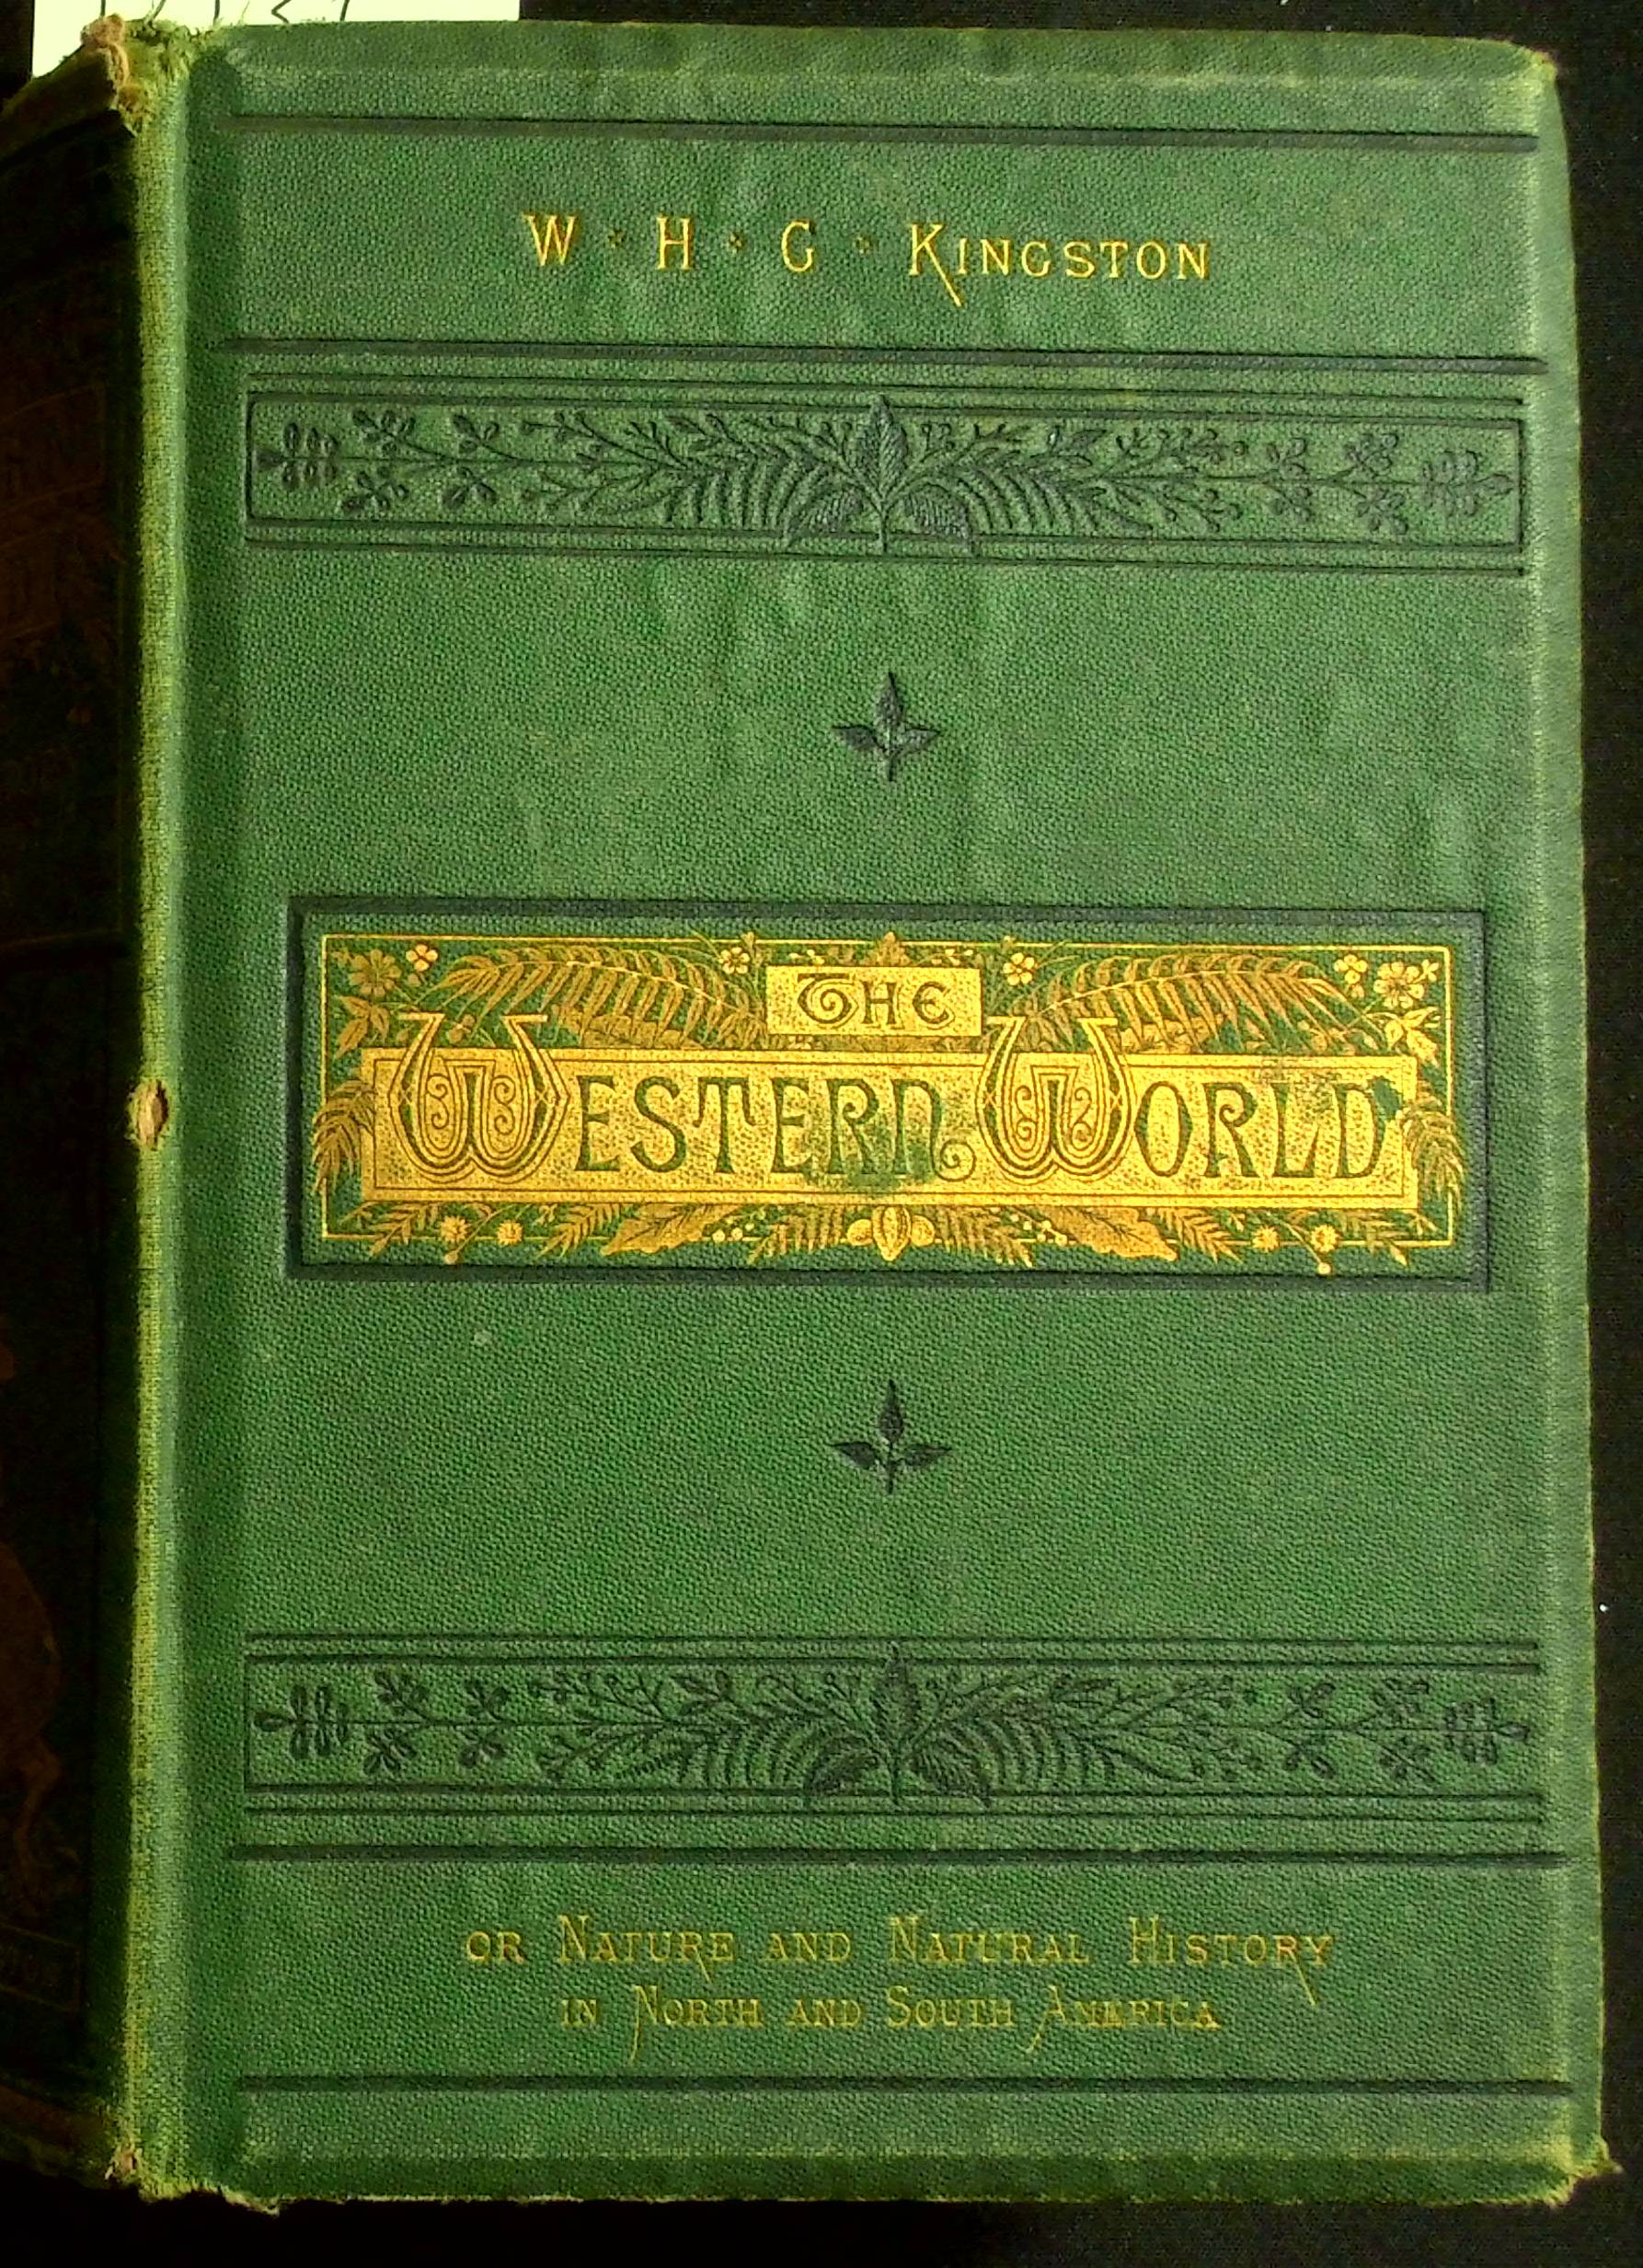 W · H · G · KINGSTON
THE
WESTERN WORLD
OR NATURE AND NATURAL HISTORY
IN NORTH AND SOUTH AMERICA